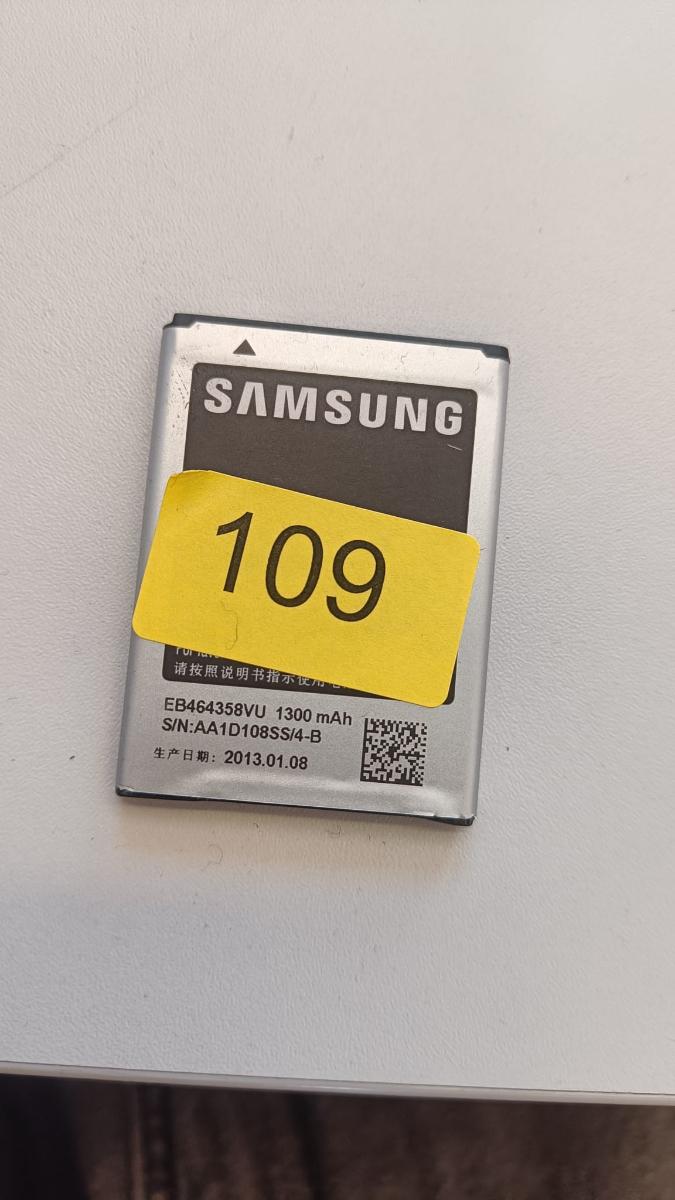 SAMSUNG
109
请按照说明书指示使用电
EB464358VU 1300 mAh
S/N:AA1D108SS/4-B
生产日期: 2013.01.08